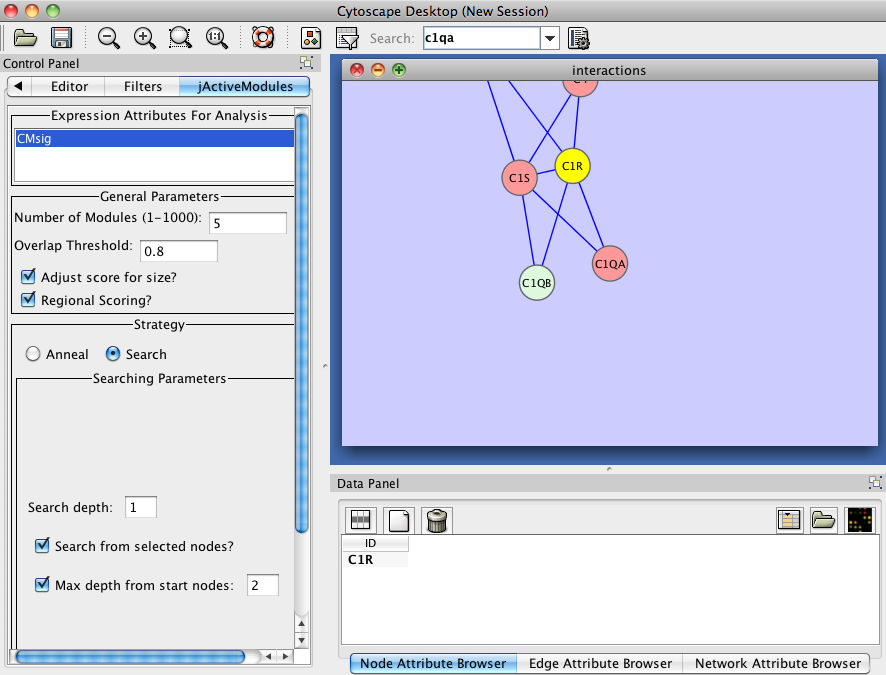 Cytoscape Desktop (New Session)
Search: c1qa
Control Panel
Editor Filters jActiveModules
Expression Attributes For Analysis
CMsig
General Parameters
Number of Modules (1-1000): 5
Overlap Threshold: 0.8
Adjust score for size?
Regional Scoring?
Strategy
Anneal Search
Searching Parameters
Search depth: 1
Search from selected nodes?
Max depth from start nodes: 2
interactions
C1R
C1S
C1QA
C1QB
Data Panel
ID
C1R
Node Attribute Browser Edge Attribute Browser Network Attribute Browser